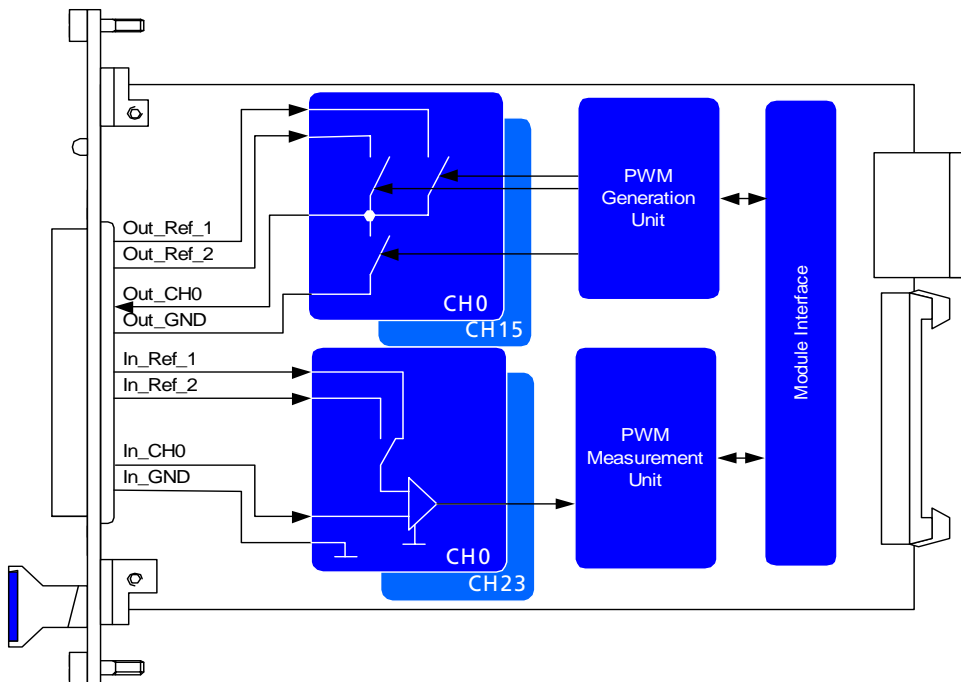 Out_Ref_1
Out_Ref_2
Out_CH0
Out_GND
CH0
CH15
PWM
Generation
Unit
In_Ref_1
In_Ref_2
In_CH0
In_GND
CH0
CH23
PWM
Measurement
Unit
Module Interface